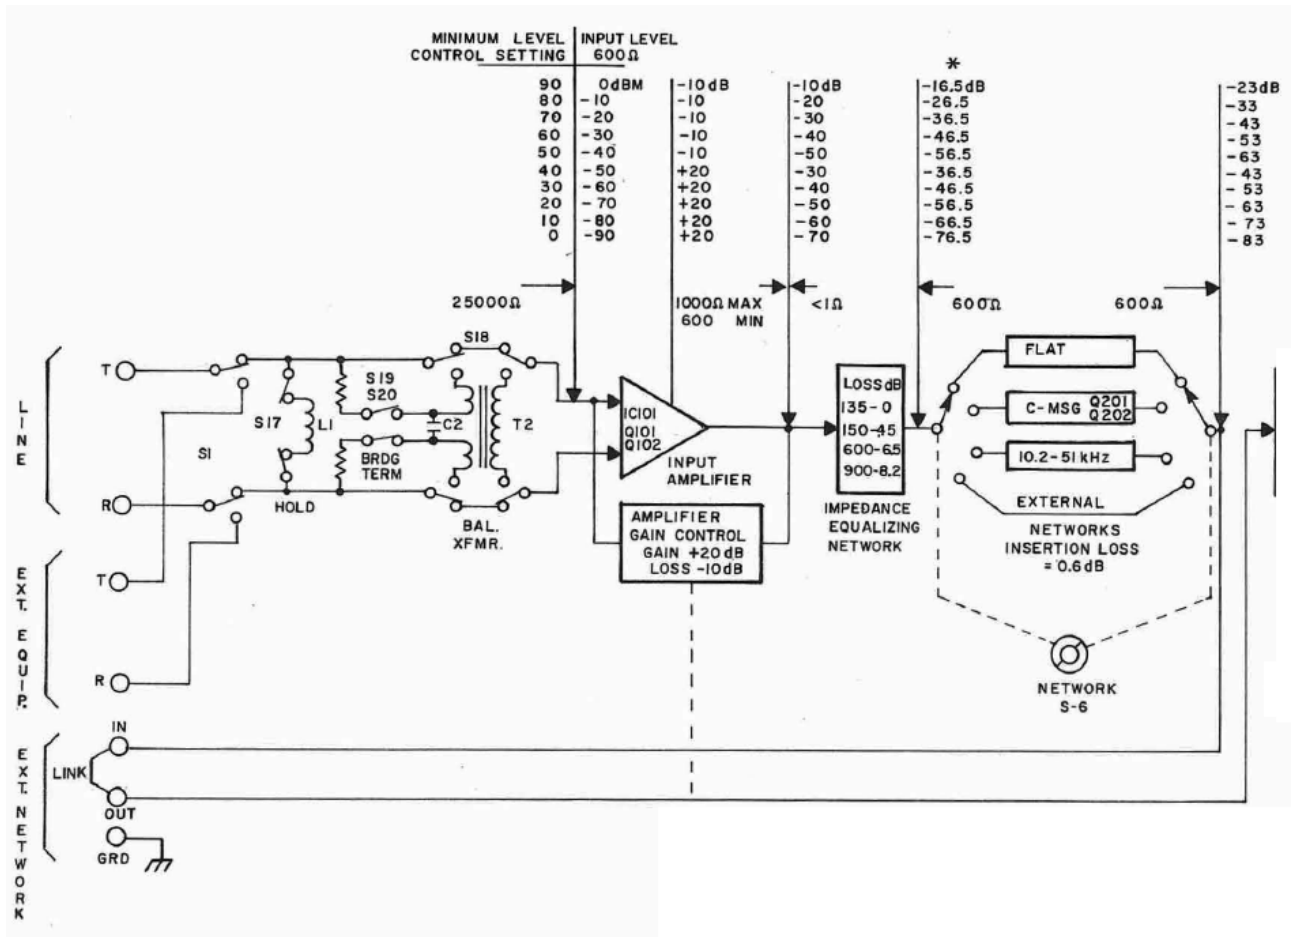 MINIMUM LEVEL
CONTROL SETTING
INPUT LEVEL
600Ω
*
90 0dBM -10dB -10dB -16.5dB -23dB
80 -10 -10 -20 -26.5 -33
70 -20 -10 -30 -36.5 -43
60 -30 -10 -40 -46.5 -53
50 -40 -10 -50 -56.5 -63
40 -50 +20 -30 -36.5 -43
30 -60 +20 -40 -46.5 -53
20 -70 +20 -50 -56.5 -63
10 -80 +20 -60 -66.5 -73
0 -90 +20 -70 -76.5 -83
25000Ω
1000Ω MAX
600 MIN
<1Ω
600Ω
600Ω
LINE
T
R
S1
S17
L1
HOLD
S19
S20
BRDG
TERM
C2
S18
T2
BAL.
XFMR.
IC101
Q101
Q102
INPUT
AMPLIFIER
AMPLIFIER
GAIN CONTROL
GAIN +20dB
LOSS -10dB
LOSS dB
135-0
150-.45
600-6.5
900-8.2
IMPEDANCE
EQUALIZING
NETWORK
FLAT
C-MSG Q201
Q202
10.2-51 kHz
EXTERNAL
NETWORKS
INSERTION LOSS
= 0.6dB
NETWORK
S-6
EXT. EQUIP.
T
R
EXT. NETWORK
IN
LINK
OUT
GRD